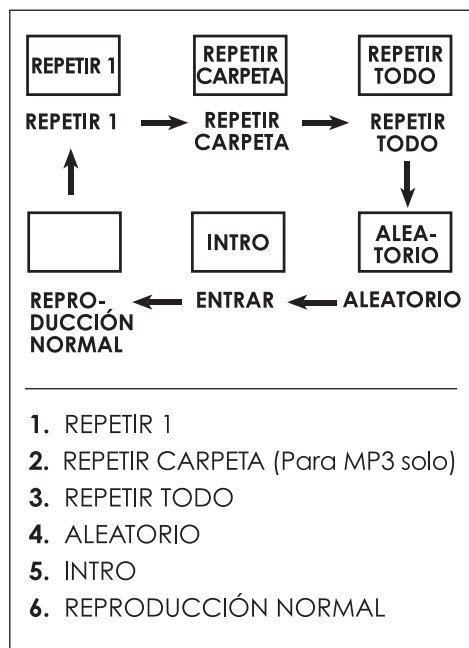 REPETIR 1
REPETIR
CARPETA
REPETIR
TODO
REPETIR 1
REPETIR
CARPETA
REPETIR
TODO
INTRO
ALEA-
TORIO
REPRO-
DUCCIÓN
NORMAL
ENTRAR
ALEATORIO
1. REPETIR 1
2. REPETIR CARPETA (Para MP3 solo)
3. REPETIR TODO
4. ALEATORIO
5. INTRO
6. REPRODUCCIÓN NORMAL